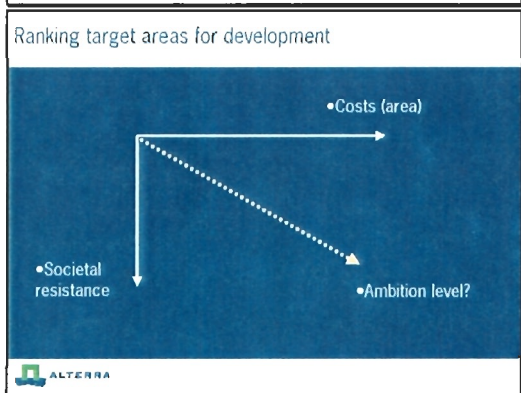 Ranking target areas for development
•Costs (area)
•Societal
resistance
•Ambition level?
ALTERRA